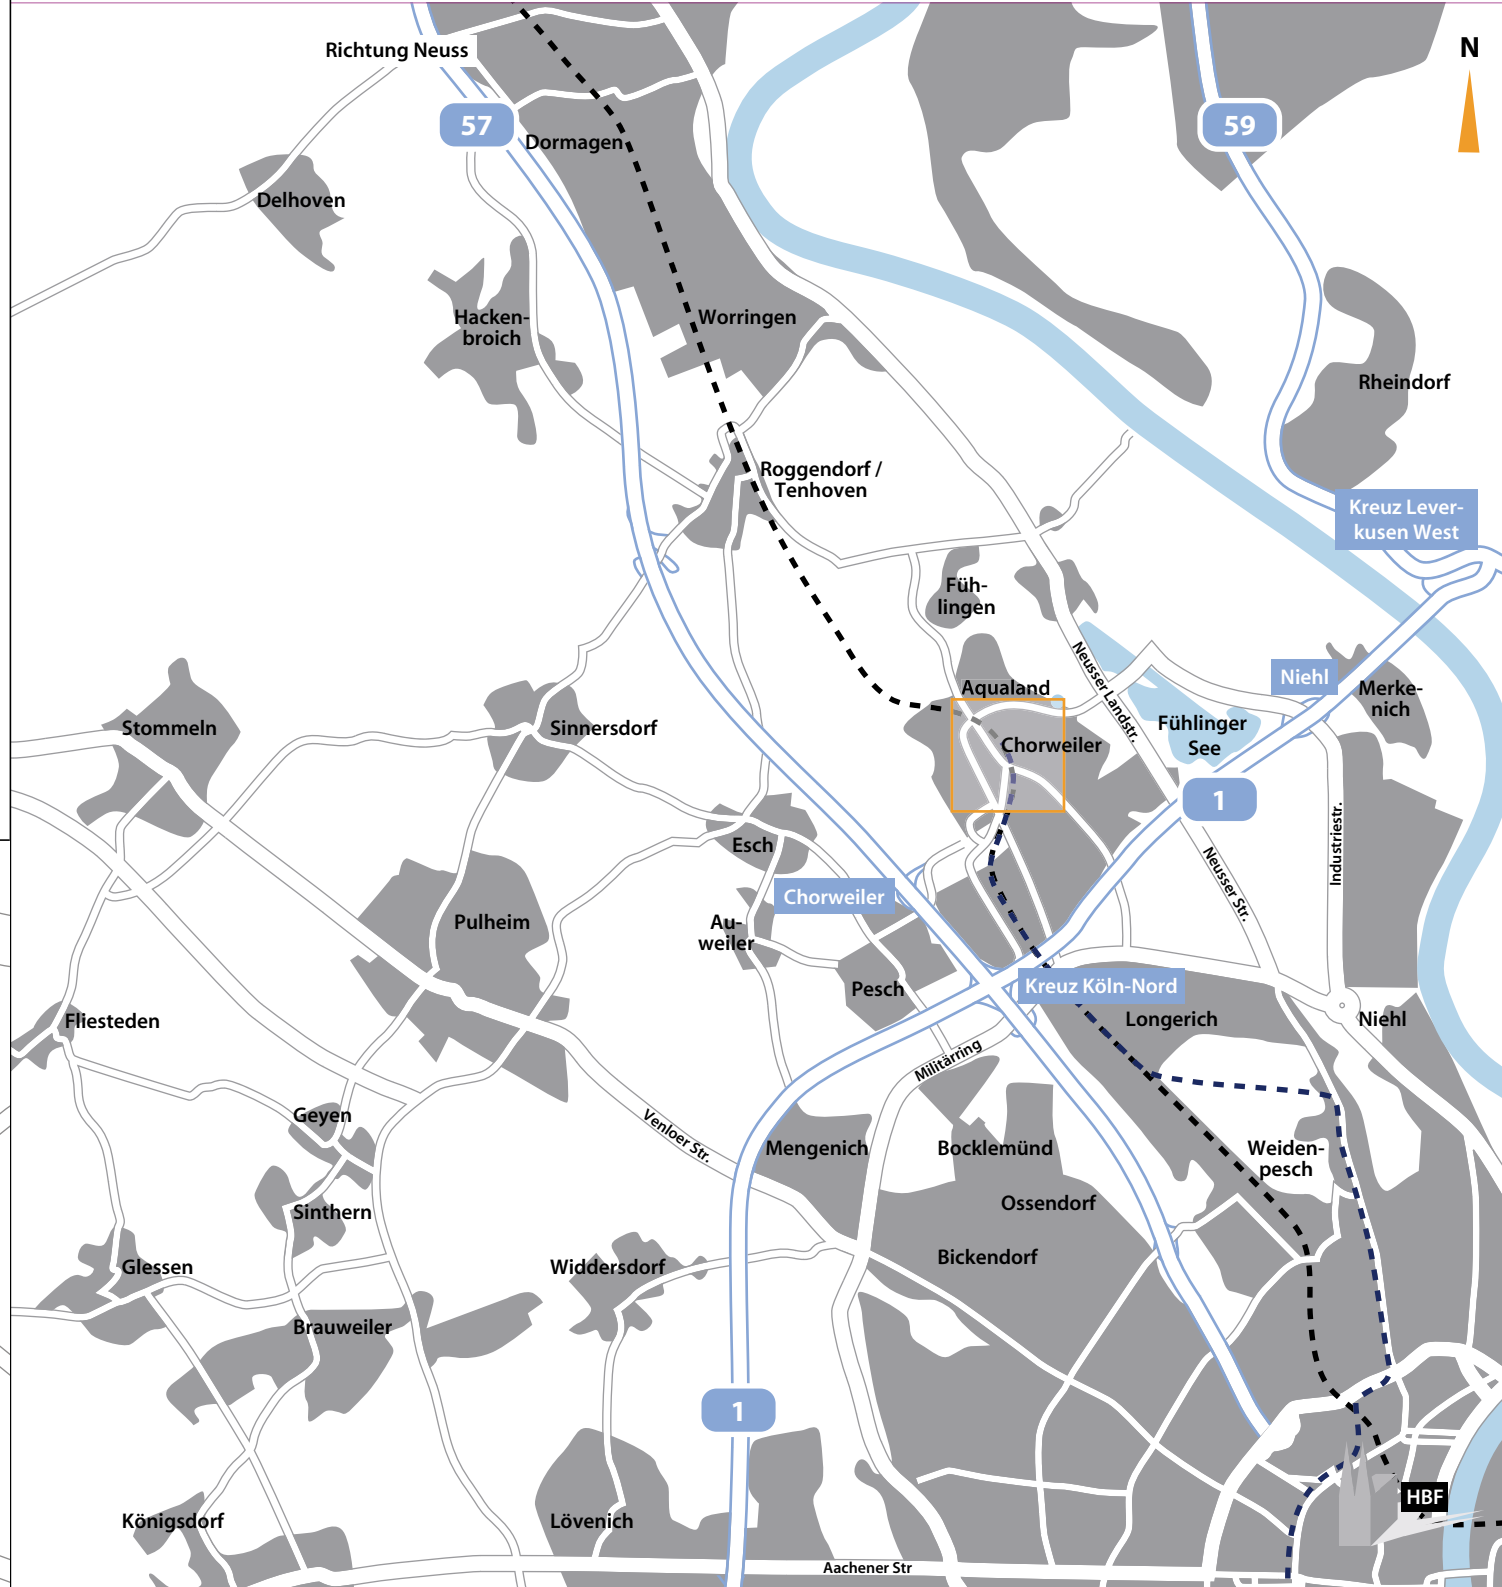 Richtung Neuss
N
57
59
Dormagen
Delhoven
Hacken-
broich
Worringen
Rheindorf
Roggendorf /
Tenhoven
Kreuz Lever-
kusen West
Füh-
lingen
Neusser Landstr.
Niehl
Merke-
nich
Aqualand
Fühlinger
See
Chorweiler
Stommeln
Sinnersdorf
1
Industriestr.
Esch
Neusser Str.
Chorweiler
Pulheim
Au-
weiler
Pesch
Kreuz Köln-Nord
Longerich
Niehl
Fliesteden
Militärring
Geyen
Venloer Str.
Mengenich
Bocklemünd
Weiden-
pesch
Ossendorf
Sinthern
Bickendorf
Glessen
Widdersdorf
Brauweiler
1
HBF
Königsdorf
Lövenich
Aachener Str